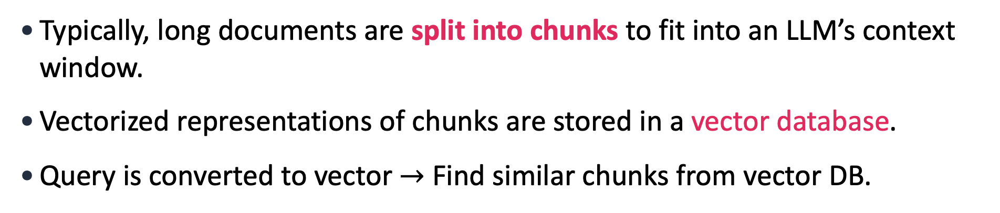 • Typically, long documents are split into chunks to fit into an LLM’s context
window.
• Vectorized representations of chunks are stored in a vector database.
• Query is converted to vector → Find similar chunks from vector DB.